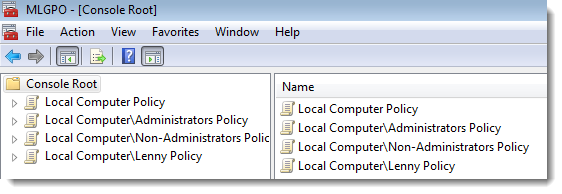 MLGPO - [Console Root]
File Action View Favorites Window Help
Console Root
Local Computer Policy
Local Computer\Administrators Policy
Local Computer\Non-Administrators Polic
Local Computer\Lenny Policy
Name
Local Computer Policy
Local Computer\Administrators Policy
Local Computer\Non-Administrators Policy
Local Computer\Lenny Policy